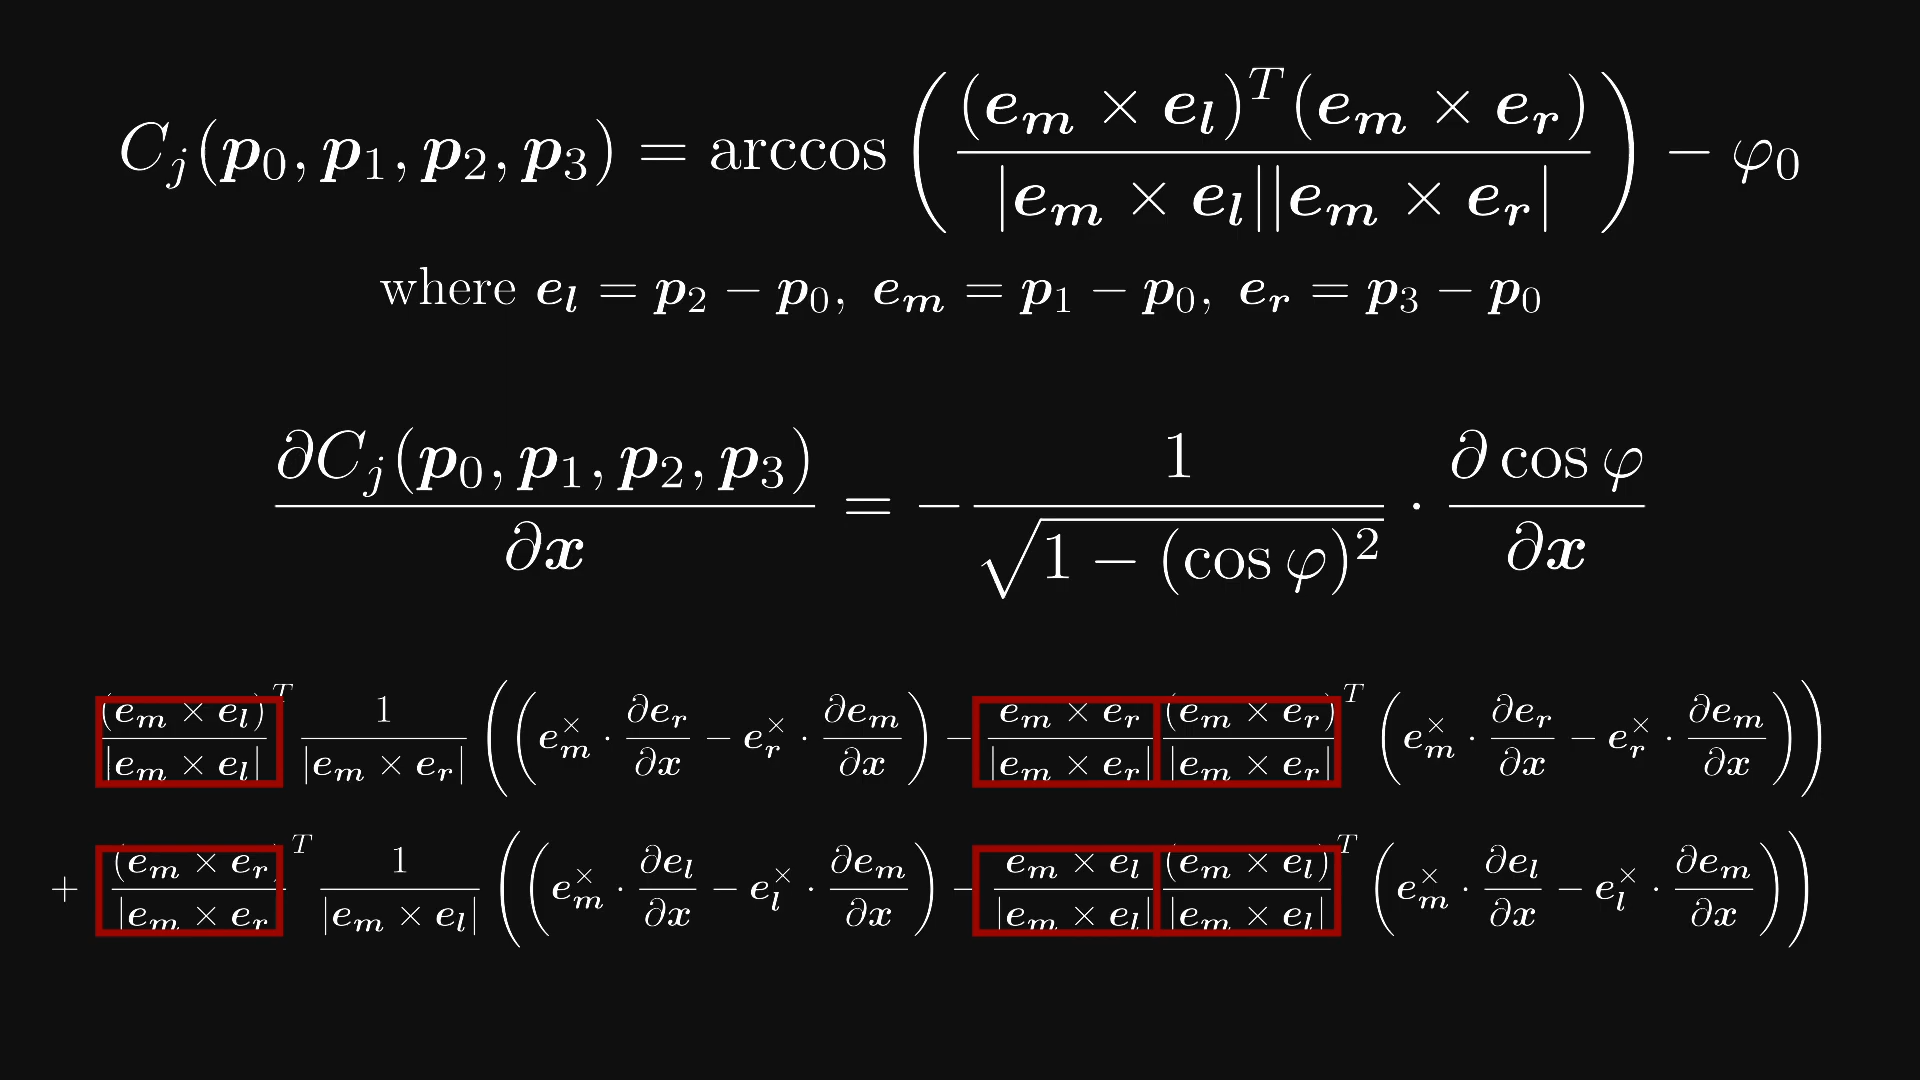 C_j(p_0, p_1, p_2, p_3) = arccos( (e_m × e_l)^T (e_m × e_r) / |e_m × e_l||e_m × e_r| ) − φ_0
where e_l = p_2 − p_0, e_m = p_1 − p_0, e_r = p_3 − p_0
∂C_j(p_0, p_1, p_2, p_3) / ∂x = − 1 / √(1 − (cos φ)^2) · ∂ cos φ / ∂x
(e_m × e_l) / |e_m × e_l| ^T 1 / |e_m × e_r| ( ( e_m^× · ∂e_r / ∂x − e_r^× · ∂e_m / ∂x ) − e_m × e_r / |e_m × e_r| (e_m × e_r) / |e_m × e_r| ^T ( e_m^× · ∂e_r / ∂x − e_r^× · ∂e_m / ∂x ) )
+ (e_m × e_r) / |e_m × e_r ^T 1 / |e_m × e_l| ( ( e_m^× · ∂e_l / ∂x − e_l^× · ∂e_m / ∂x ) − e_m × e_l / |e_m × e_l| (e_m × e_l) / |e_m × e_l| ^T ( e_m^× · ∂e_l / ∂x − e_l^× · ∂e_m / ∂x ) )